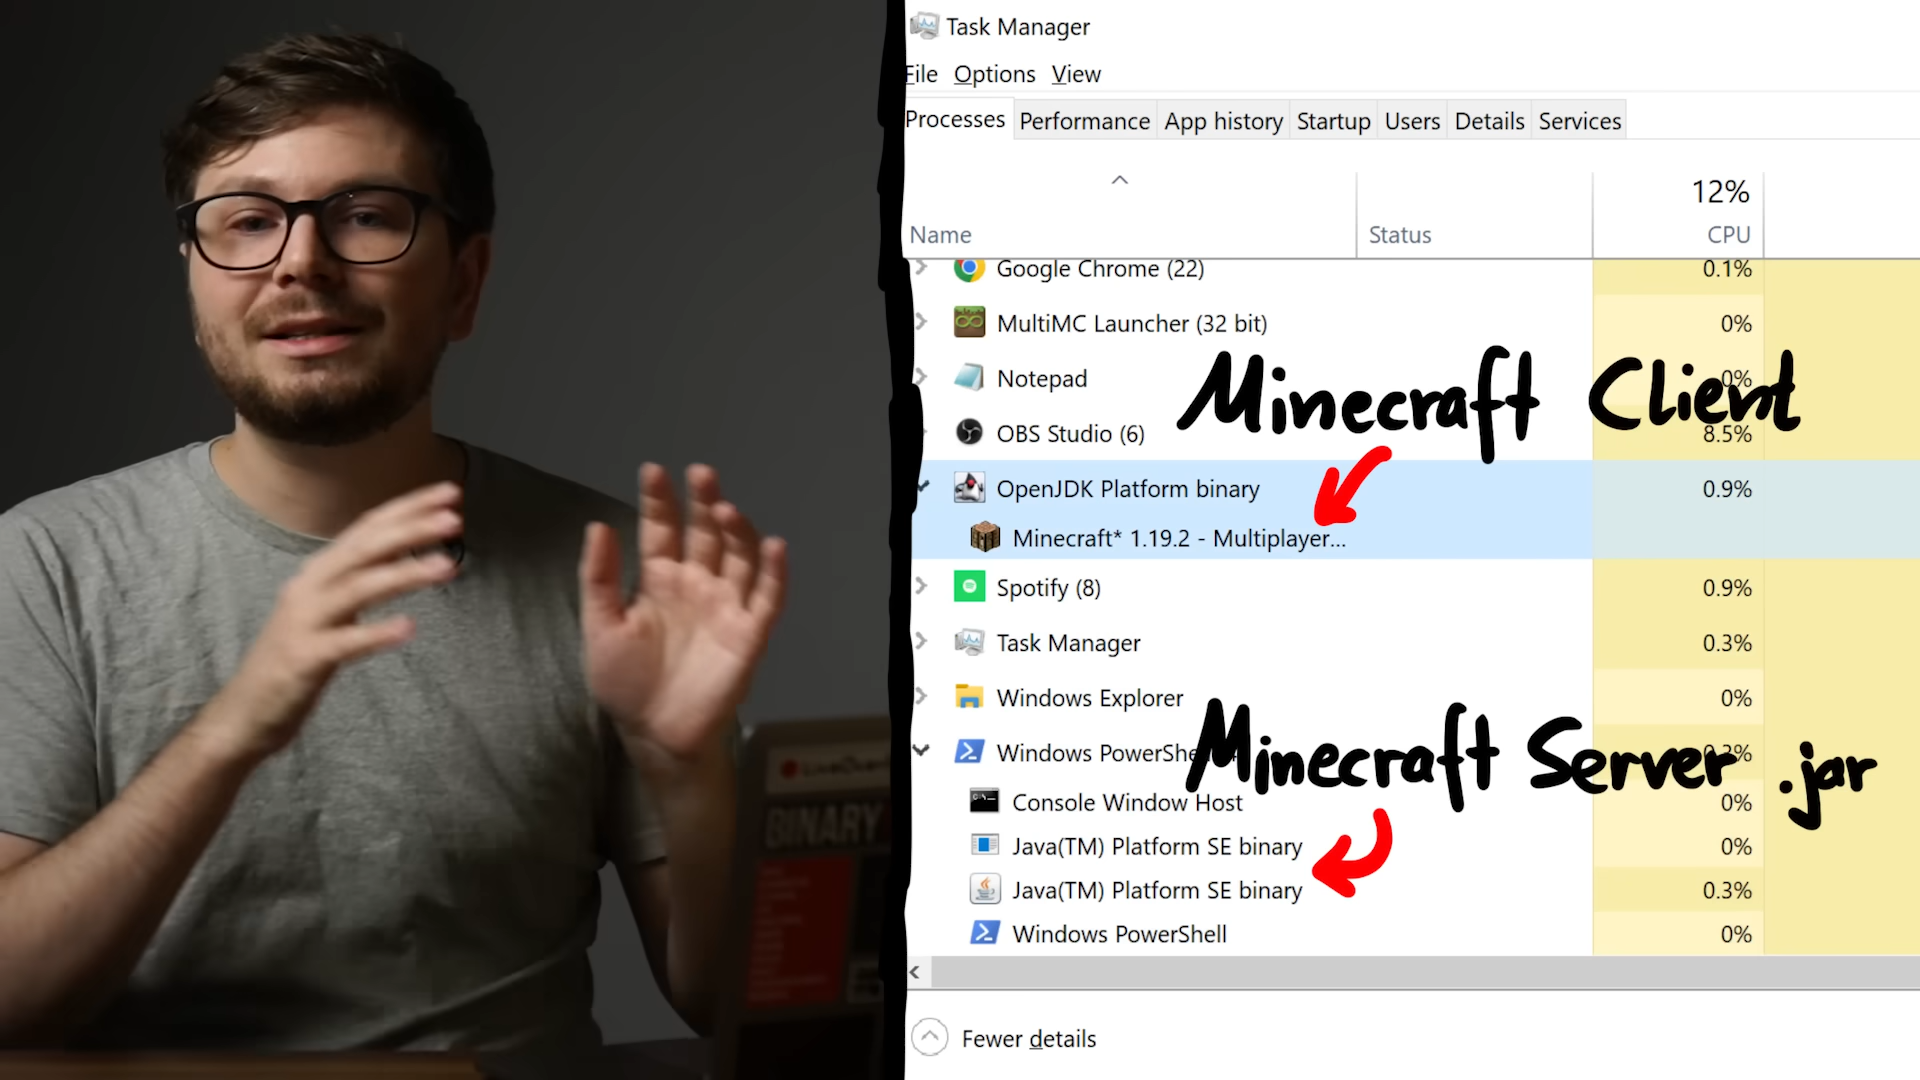 Task Manager
File Options View
Processes Performance App history Startup Users Details Services
12%
Name Status CPU
Google Chrome (22) 0.1%
MultiMC Launcher (32 bit) 0%
Notepad 0%
Minecraft Client
OBS Studio (6) 8.5%
OpenJDK Platform binary 0.9%
Minecraft* 1.19.2 - Multiplayer...
Spotify (8) 0.9%
Task Manager 0.3%
Windows Explorer 0%
Windows PowerShe
Minecraft Server .jar
Console Window Host 0%
Java(TM) Platform SE binary 0%
Java(TM) Platform SE binary 0.3%
Windows PowerShell 0%
Fewer details
BINARY